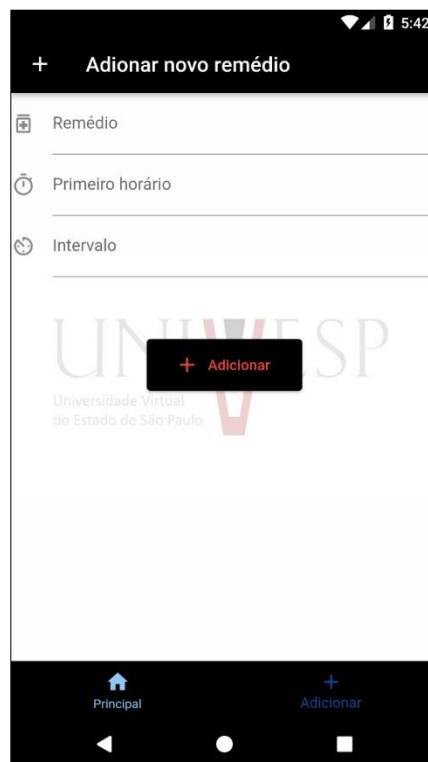 5:42
Adionar novo remédio
Remédio
Primeiro horário
Intervalo
UNIVESP
Adicionar
Universidade Virtual
do Estado de São Paulo
Principal
Adicionar